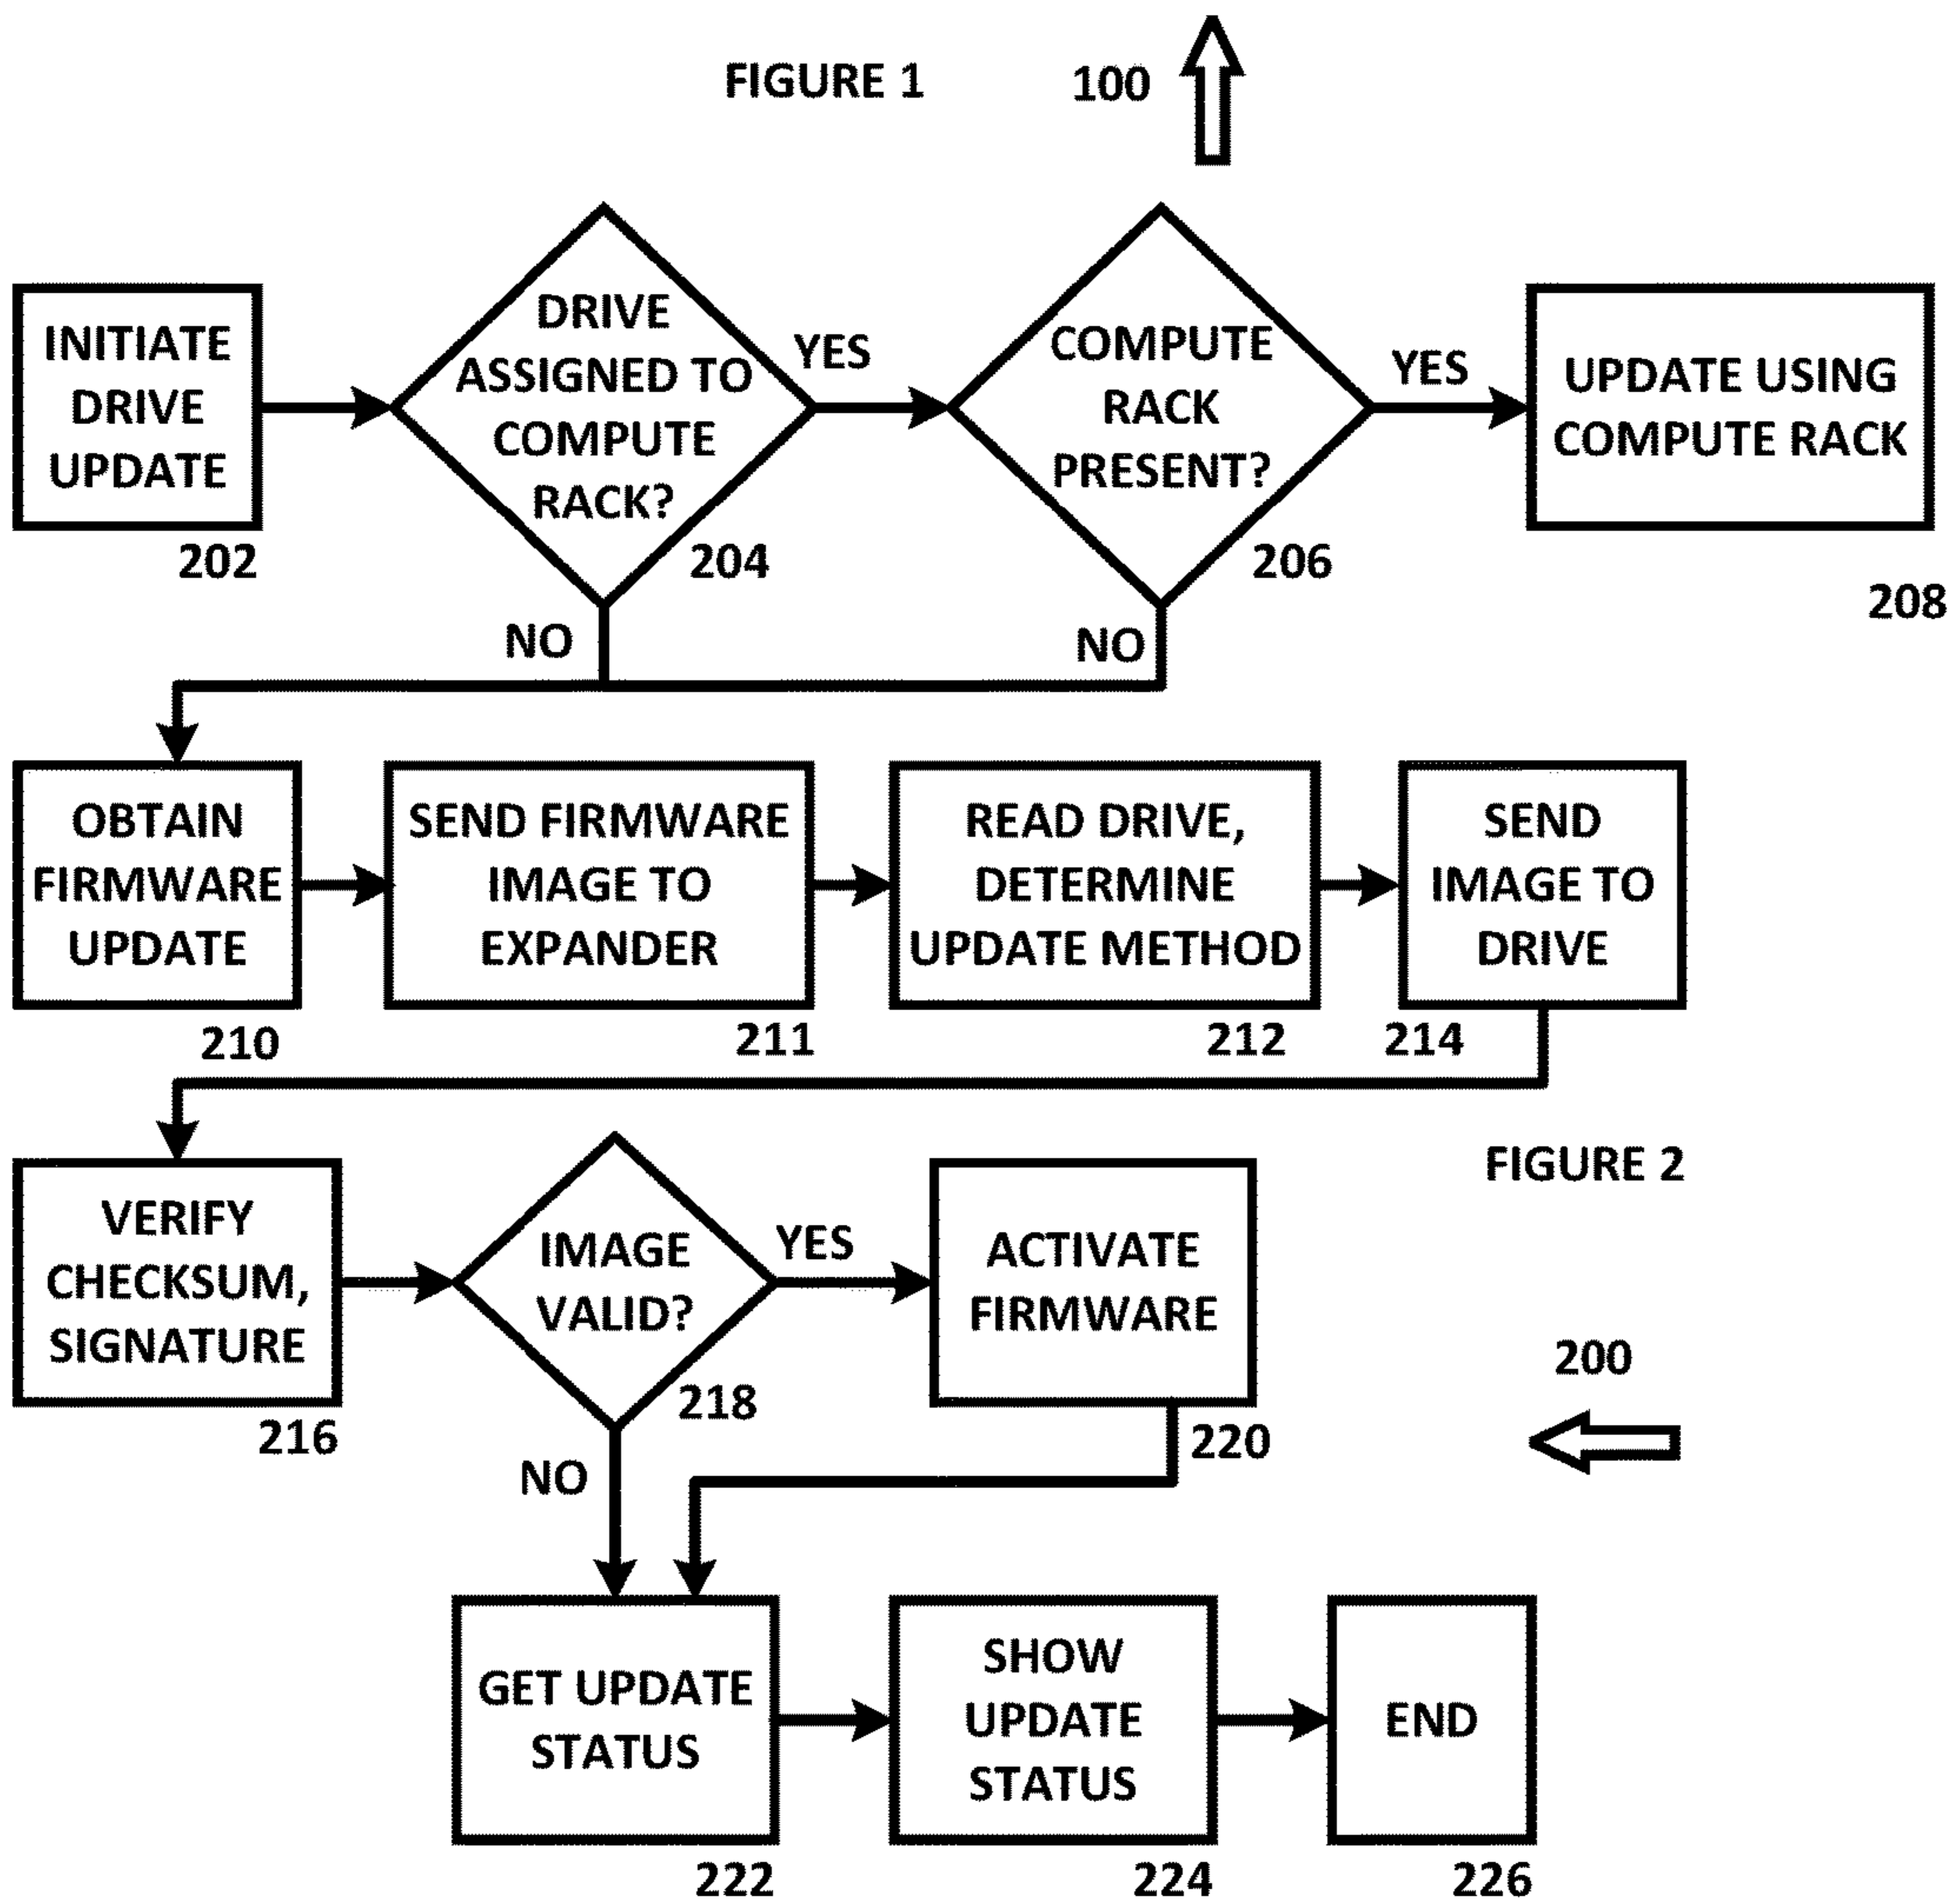 FIGURE 1
100
INITIATE
DRIVE
UPDATE
202
DRIVE
ASSIGNED TO
COMPUTE
RACK?
204
YES
NO
COMPUTE
RACK
PRESENT?
206
YES
NO
UPDATE USING
COMPUTE RACK
208
OBTAIN
FIRMWARE
UPDATE
210
SEND FIRMWARE
IMAGE TO
EXPANDER
211
READ DRIVE,
DETERMINE
UPDATE METHOD
212
SEND
IMAGE TO
DRIVE
214
FIGURE 2
VERIFY
CHECKSUM,
SIGNATURE
216
IMAGE
VALID?
218
YES
NO
ACTIVATE
FIRMWARE
220
200
GET UPDATE
STATUS
222
SHOW
UPDATE
STATUS
224
END
226